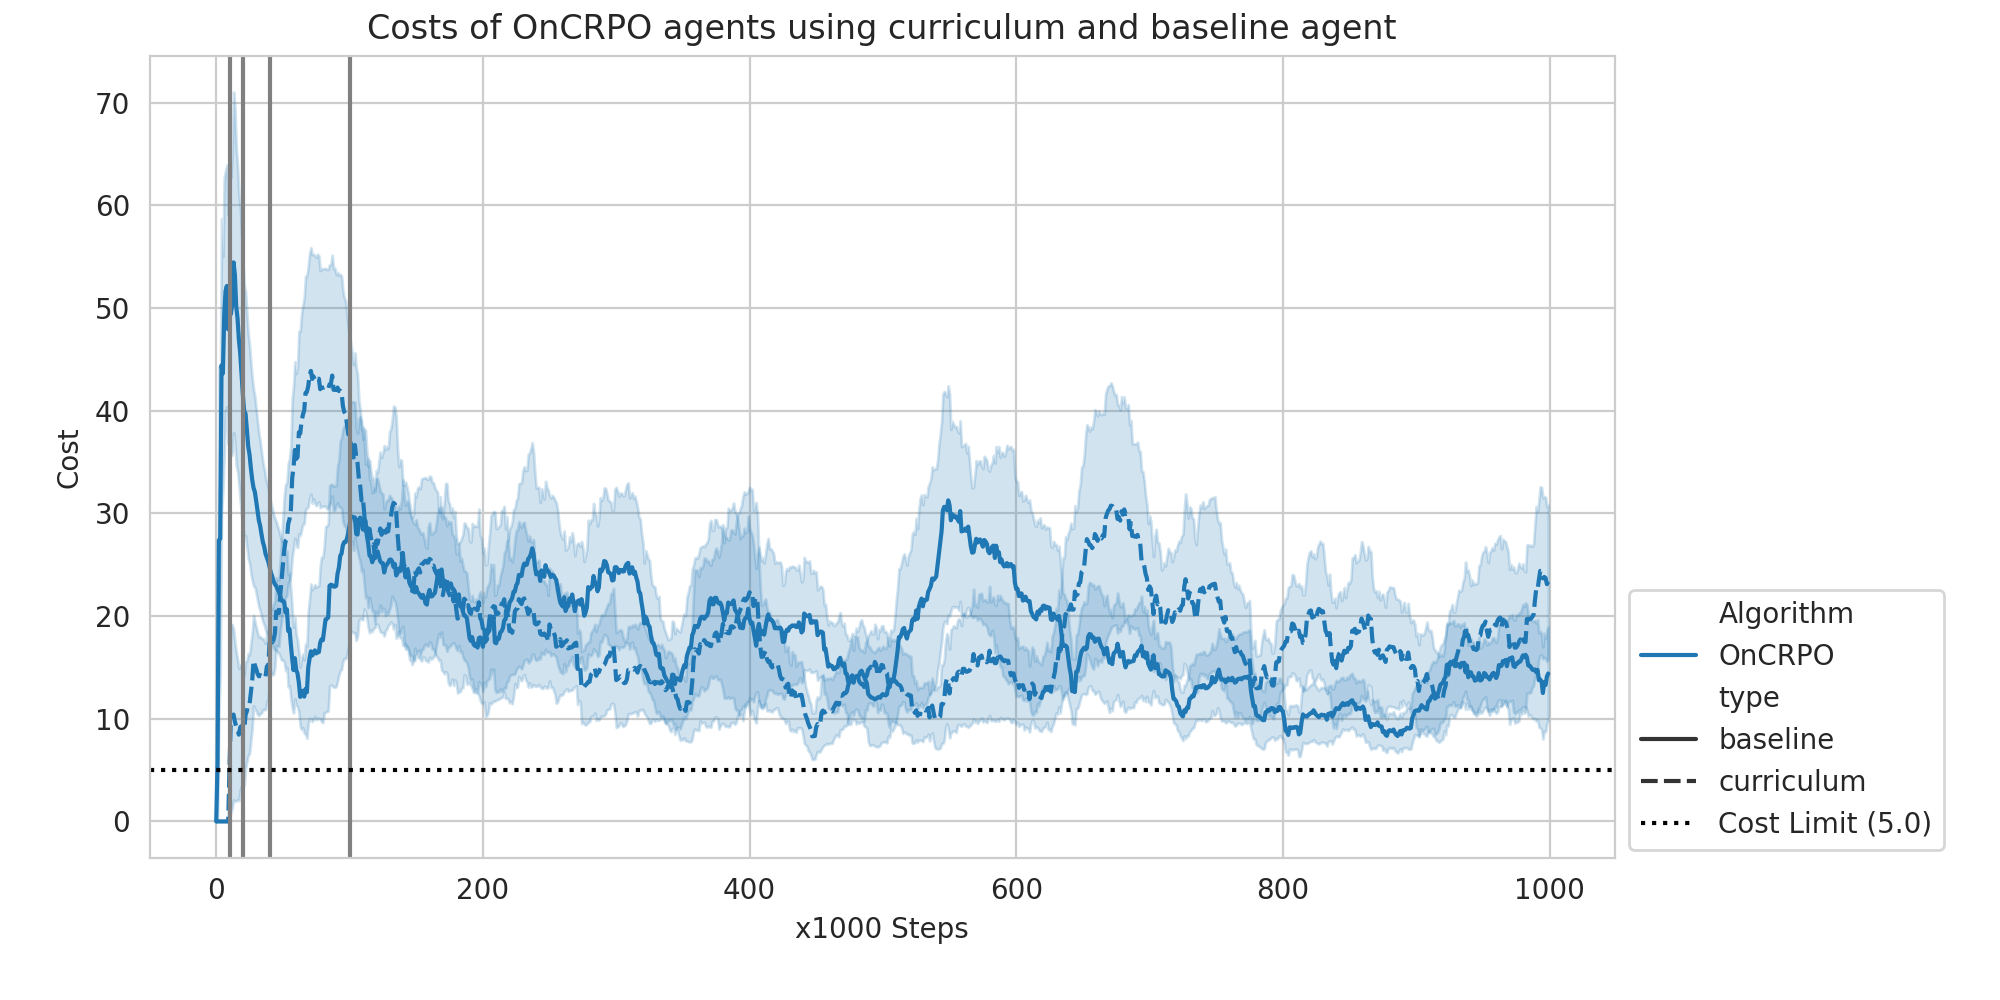 Costs of OnCRPO agents using curriculum and baseline agent
70
60
50
40
30
20
10
0
Cost
0 200 400 600 800 1000
x1000 Steps
Algorithm
OnCRPO
type
baseline
curriculum
Cost Limit (5.0)